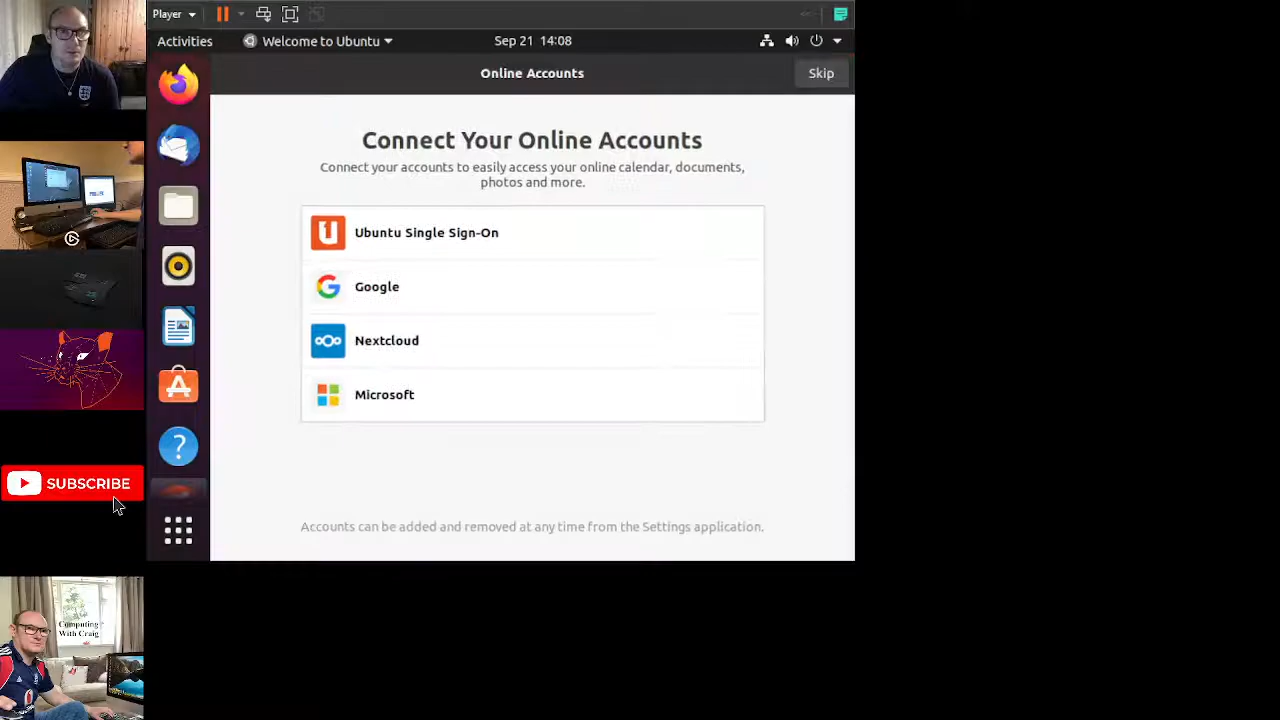 Player
Activities
Welcome to Ubuntu
Sep 21 14:08
Online Accounts
Skip
Connect Your Online Accounts
Connect your accounts to easily access your online calendar, documents,
photos and more.
Ubuntu Single Sign-On
Google
Nextcloud
Microsoft
Accounts can be added and removed at any time from the Settings application.
SUBSCRIBE
Computing
With Craig